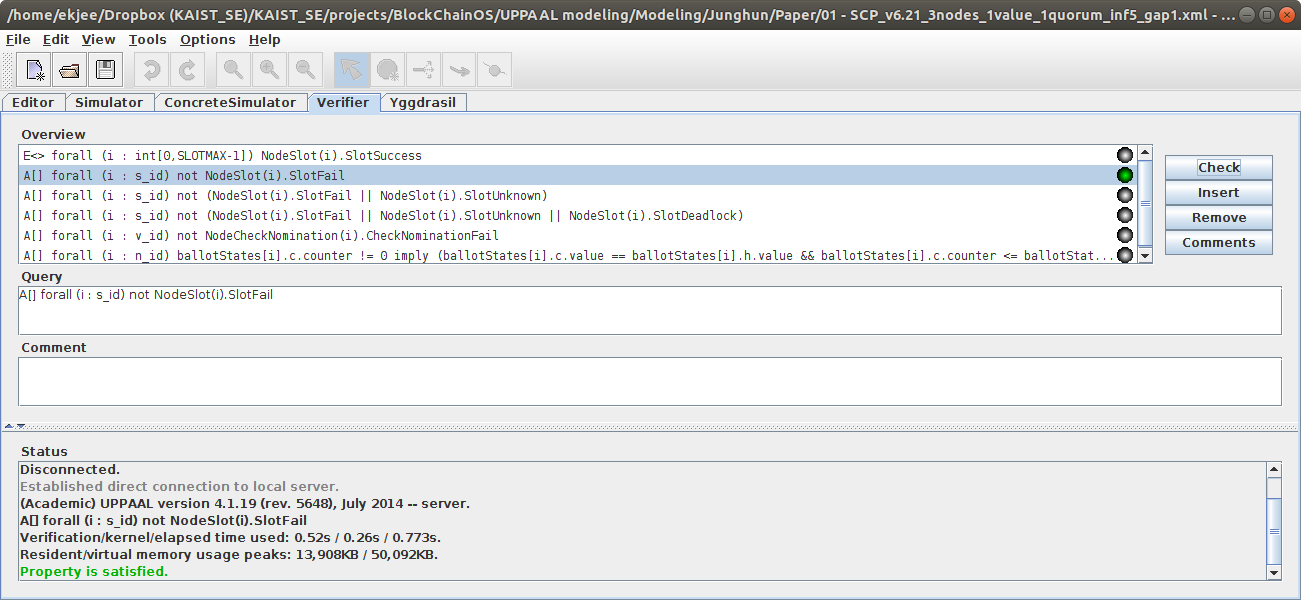 /home/ekjee/Dropbox (KAIST_SE)/KAIST_SE/projects/BlockChainOS/UPPAAL modeling/Modeling/Junghun/Paper/01 - SCP_v6.21_3nodes_1value_1quorum_inf5_gap1.xml - ...
File Edit View Tools Options Help
Editor Simulator ConcreteSimulator Verifier Yggdrasil
Overview
E<> forall (i : int[0,SLOTMAX-1]) NodeSlot(i).SlotSuccess
A[] forall (i : s_id) not NodeSlot(i).SlotFail
A[] forall (i : s_id) not (NodeSlot(i).SlotFail || NodeSlot(i).SlotUnknown)
A[] forall (i : s_id) not (NodeSlot(i).SlotFail || NodeSlot(i).SlotUnknown || NodeSlot(i).SlotDeadlock)
A[] forall (i : v_id) not NodeCheckNomination(i).CheckNominationFail
A[] forall (i : n_id) ballotStates[i].c.counter != 0 imply (ballotStates[i].c.value == ballotStates[i].h.value && ballotStates[i].c.counter <= ballotStat...
Check
Insert
Remove
Comments
Query
A[] forall (i : s_id) not NodeSlot(i).SlotFail
Comment
Status
Disconnected.
Established direct connection to local server.
(Academic) UPPAAL version 4.1.19 (rev. 5648), July 2014 -- server.
A[] forall (i : s_id) not NodeSlot(i).SlotFail
Verification/kernel/elapsed time used: 0.52s / 0.26s / 0.773s.
Resident/virtual memory usage peaks: 13,908KB / 50,092KB.
Property is satisfied.